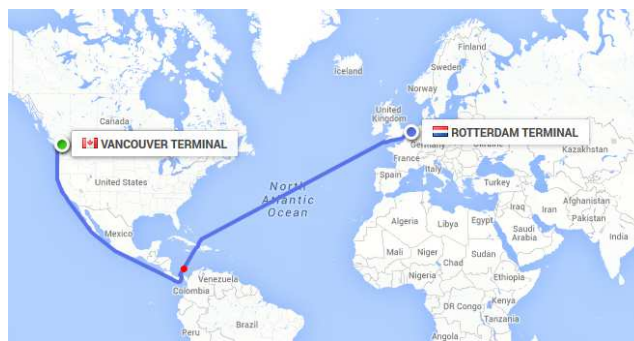 Finland
Iceland
Sweden
Norway
Canada
United
Kingdom
VANCOUVER TERMINAL
ROTTERDAM TERMINAL
Germany
Ukraine
Kazakhstan
France
United States
Spain
Italy
Turkey
North
Atlantic
Ocean
Iraq
Iran
Afghanistan
Pakistan
Algeria
Libya
Egypt
Saudi
Arabia
India
Mexico
Mali
Niger
Chad
Sudan
Nigeria
Ethiopia
Venezuela
Colombia
Kenya
DR Congo
Tanzania
Brazil
Peru
Angola